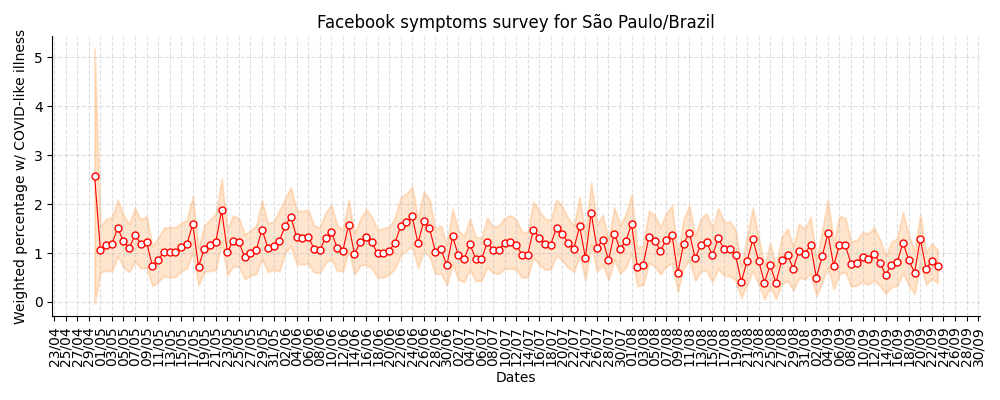 Facebook symptoms survey for São Paulo/Brazil
Weighted percentage w/ COVID-like illness
5
4
3
2
1
0
23/04 25/04 27/04 29/04 01/05 03/05 05/05 07/05 09/05 11/05 13/05 15/05 17/05 19/05 21/05 23/05 25/05 27/05 29/05 31/05 02/06 04/06 06/06 08/06 10/06 12/06 14/06 16/06 18/06 20/06 22/06 24/06 26/06 28/06 30/06 02/07 04/07 06/07 08/07 10/07 12/07 14/07 16/07 18/07 20/07 22/07 24/07 26/07 28/07 30/07 01/08 03/08 05/08 07/08 09/08 11/08 13/08 15/08 17/08 19/08 21/08 23/08 25/08 27/08 29/08 31/08 02/09 04/09 06/09 08/09 10/09 12/09 14/09 16/09 18/09 20/09 22/09 24/09 26/09 28/09 30/09
Dates